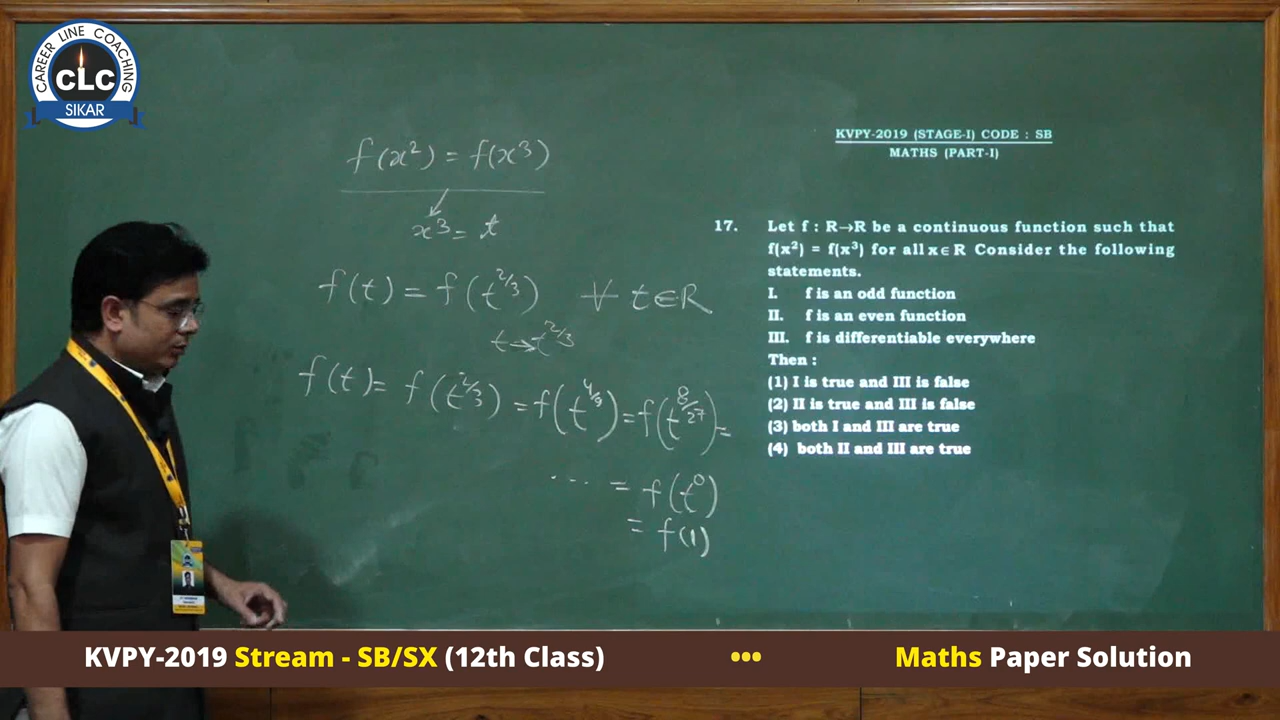 CAREER LINE COACHING
CLC
SIKAR
f(x²) = f(x³)
x³ = t
f(t) = f(t^2/3) ∀ t∈R
t→t^2/3
f(t) = f(t^2/3) = f(t^4/9) = f(t^8/27) =
... = f(t⁰)
= f(1)
KVPY-2019 (STAGE-I) CODE : SB
MATHS (PART-I)
17. Let f : R→R be a continuous function such that
f(x²) = f(x³) for all x∈R Consider the following
statements.
I. f is an odd function
II. f is an even function
III. f is differentiable everywhere
Then :
(1) I is true and III is false
(2) II is true and III is false
(3) both I and III are true
(4) both II and III are true
KVPY-2019 Stream - SB/SX (12th Class) ••• Maths Paper Solution